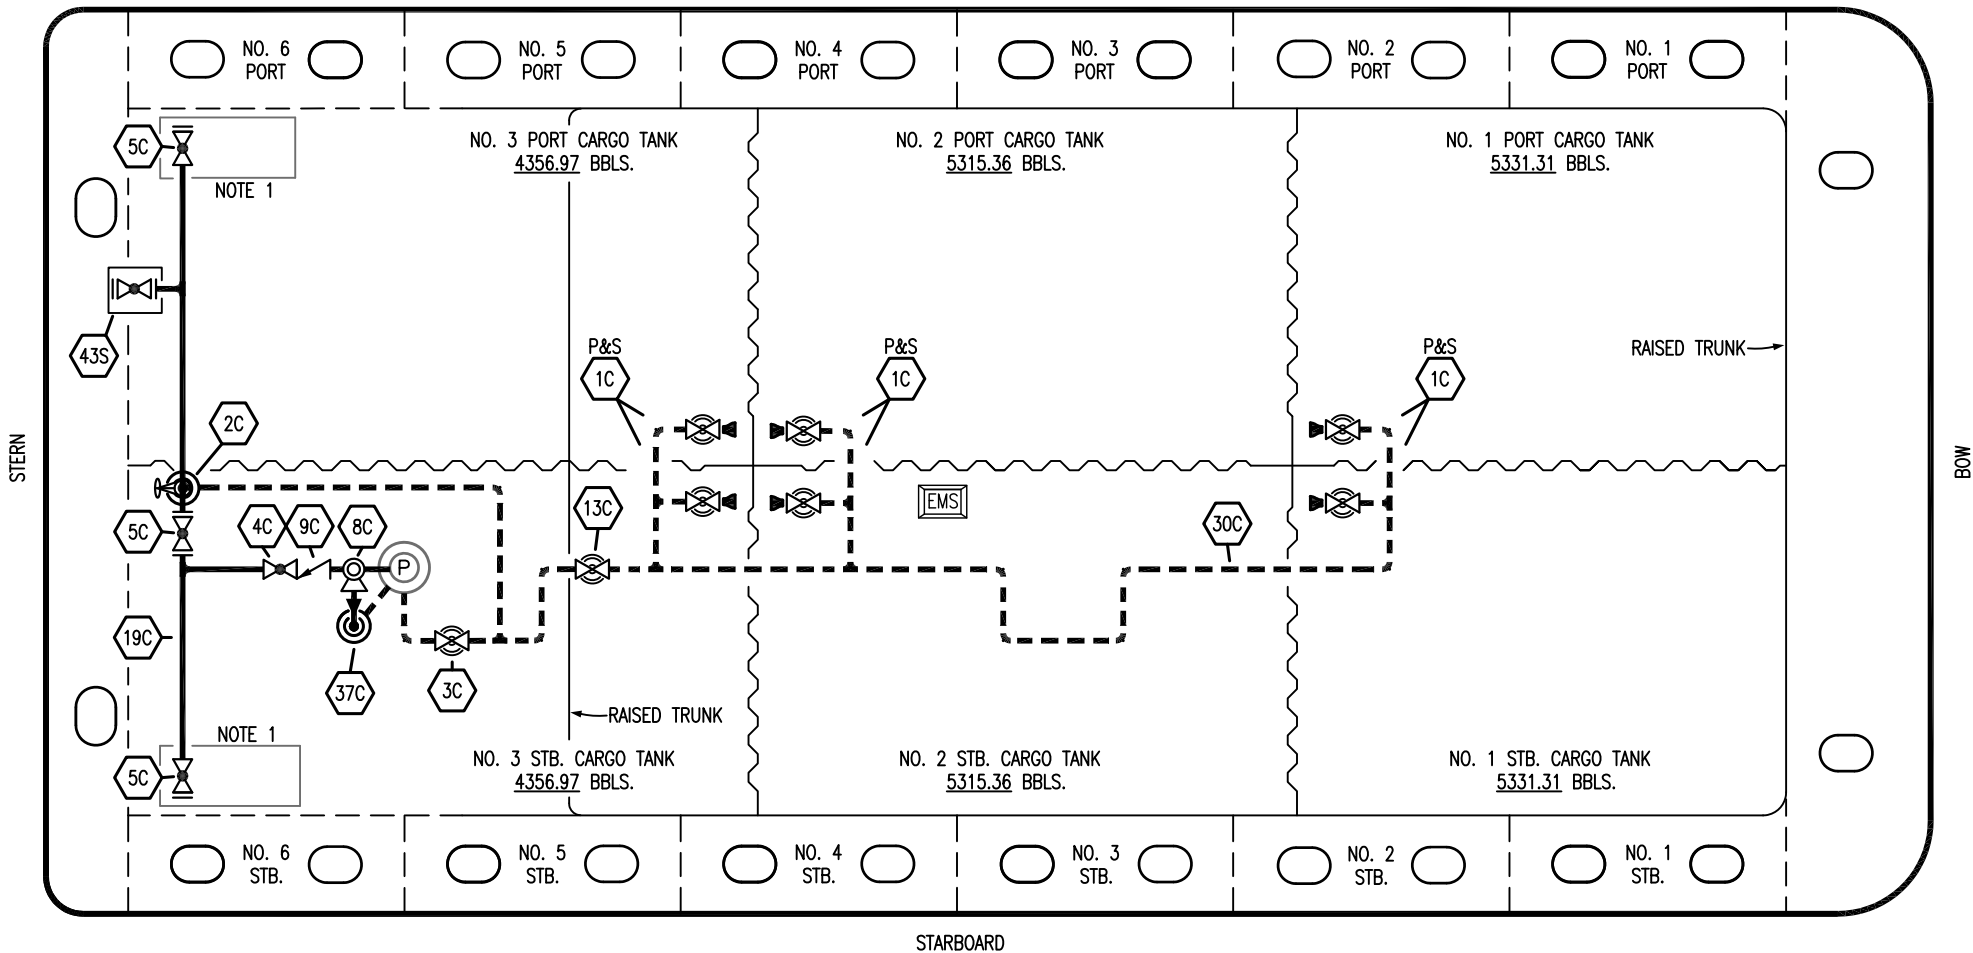 NO. 6
PORT
NO. 5
PORT
NO. 4
PORT
NO. 3
PORT
NO. 2
PORT
NO. 1
PORT
5C
NOTE 1
NO. 3 PORT CARGO TANK
4356.97 BBLS.
NO. 2 PORT CARGO TANK
5315.36 BBLS.
NO. 1 PORT CARGO TANK
5331.31 BBLS.
43S
P&S
1C
P&S
1C
P&S
1C
RAISED TRUNK
STERN
BOW
2C
5C
4C
9C
8C
P
13C
EMS
30C
19C
37C
3C
RAISED TRUNK
NOTE 1
5C
NO. 3 STB. CARGO TANK
4356.97 BBLS.
NO. 2 STB. CARGO TANK
5315.36 BBLS.
NO. 1 STB. CARGO TANK
5331.31 BBLS.
NO. 6
STB.
NO. 5
STB.
NO. 4
STB.
NO. 3
STB.
NO. 2
STB.
NO. 1
STB.
STARBOARD